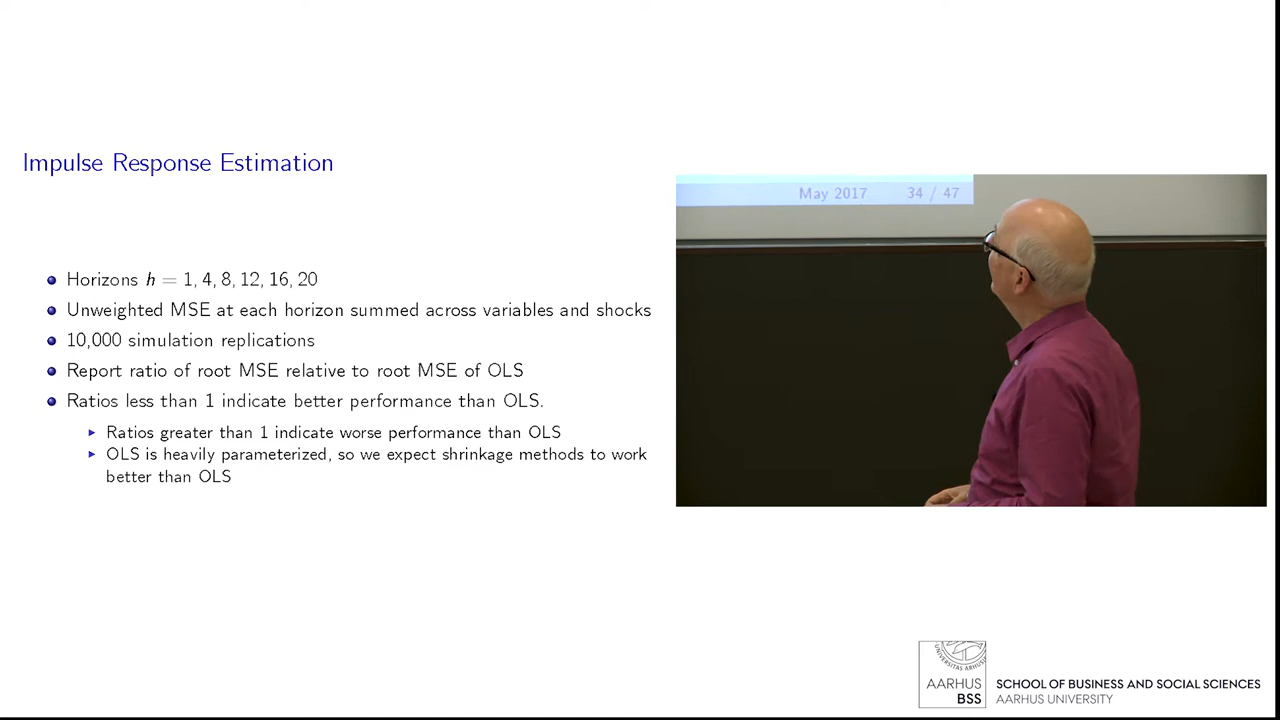 Impulse Response Estimation
Horizons h = 1, 4, 8, 12, 16, 20
Unweighted MSE at each horizon summed across variables and shocks
10,000 simulation replications
Report ratio of root MSE relative to root MSE of OLS
Ratios less than 1 indicate better performance than OLS.
Ratios greater than 1 indicate worse performance than OLS
OLS is heavily parameterized, so we expect shrinkage methods to work
better than OLS
May 2017 34 / 47
AARHUS
BSS
SCHOOL OF BUSINESS AND SOCIAL SCIENCES
AARHUS UNIVERSITY